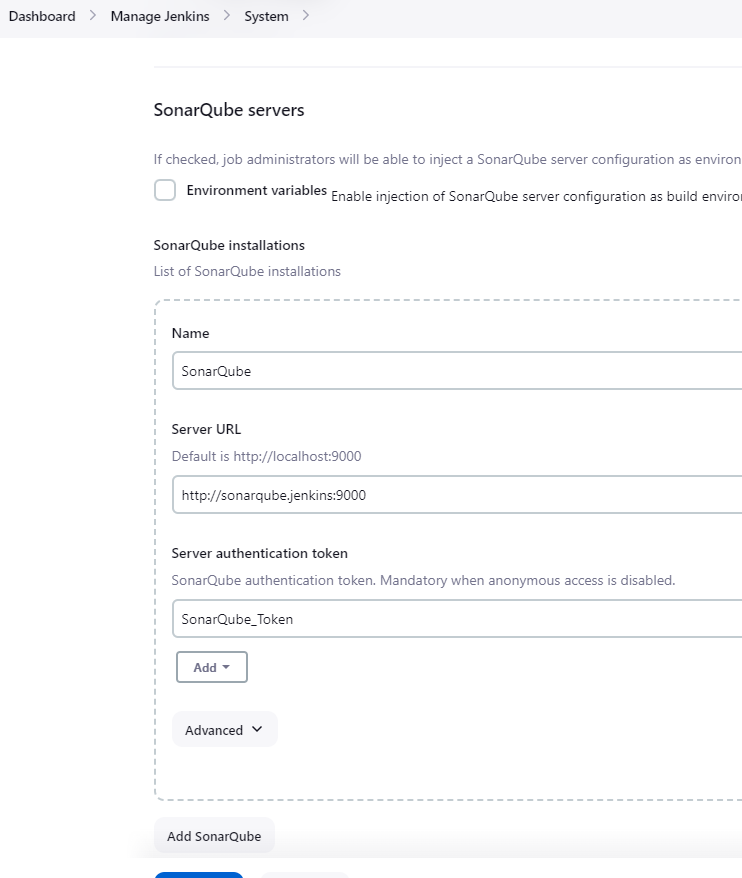 Dashboard > Manage Jenkins > System >
SonarQube servers
If checked, job administrators will be able to inject a SonarQube server configuration as environ
Environment variables Enable injection of SonarQube server configuration as build enviro
SonarQube installations
List of SonarQube installations
Name
SonarQube
Server URL
Default is http://localhost:9000
http://sonarqube.jenkins:9000
Server authentication token
SonarQube authentication token. Mandatory when anonymous access is disabled.
SonarQube_Token
Add
Advanced
Add SonarQube